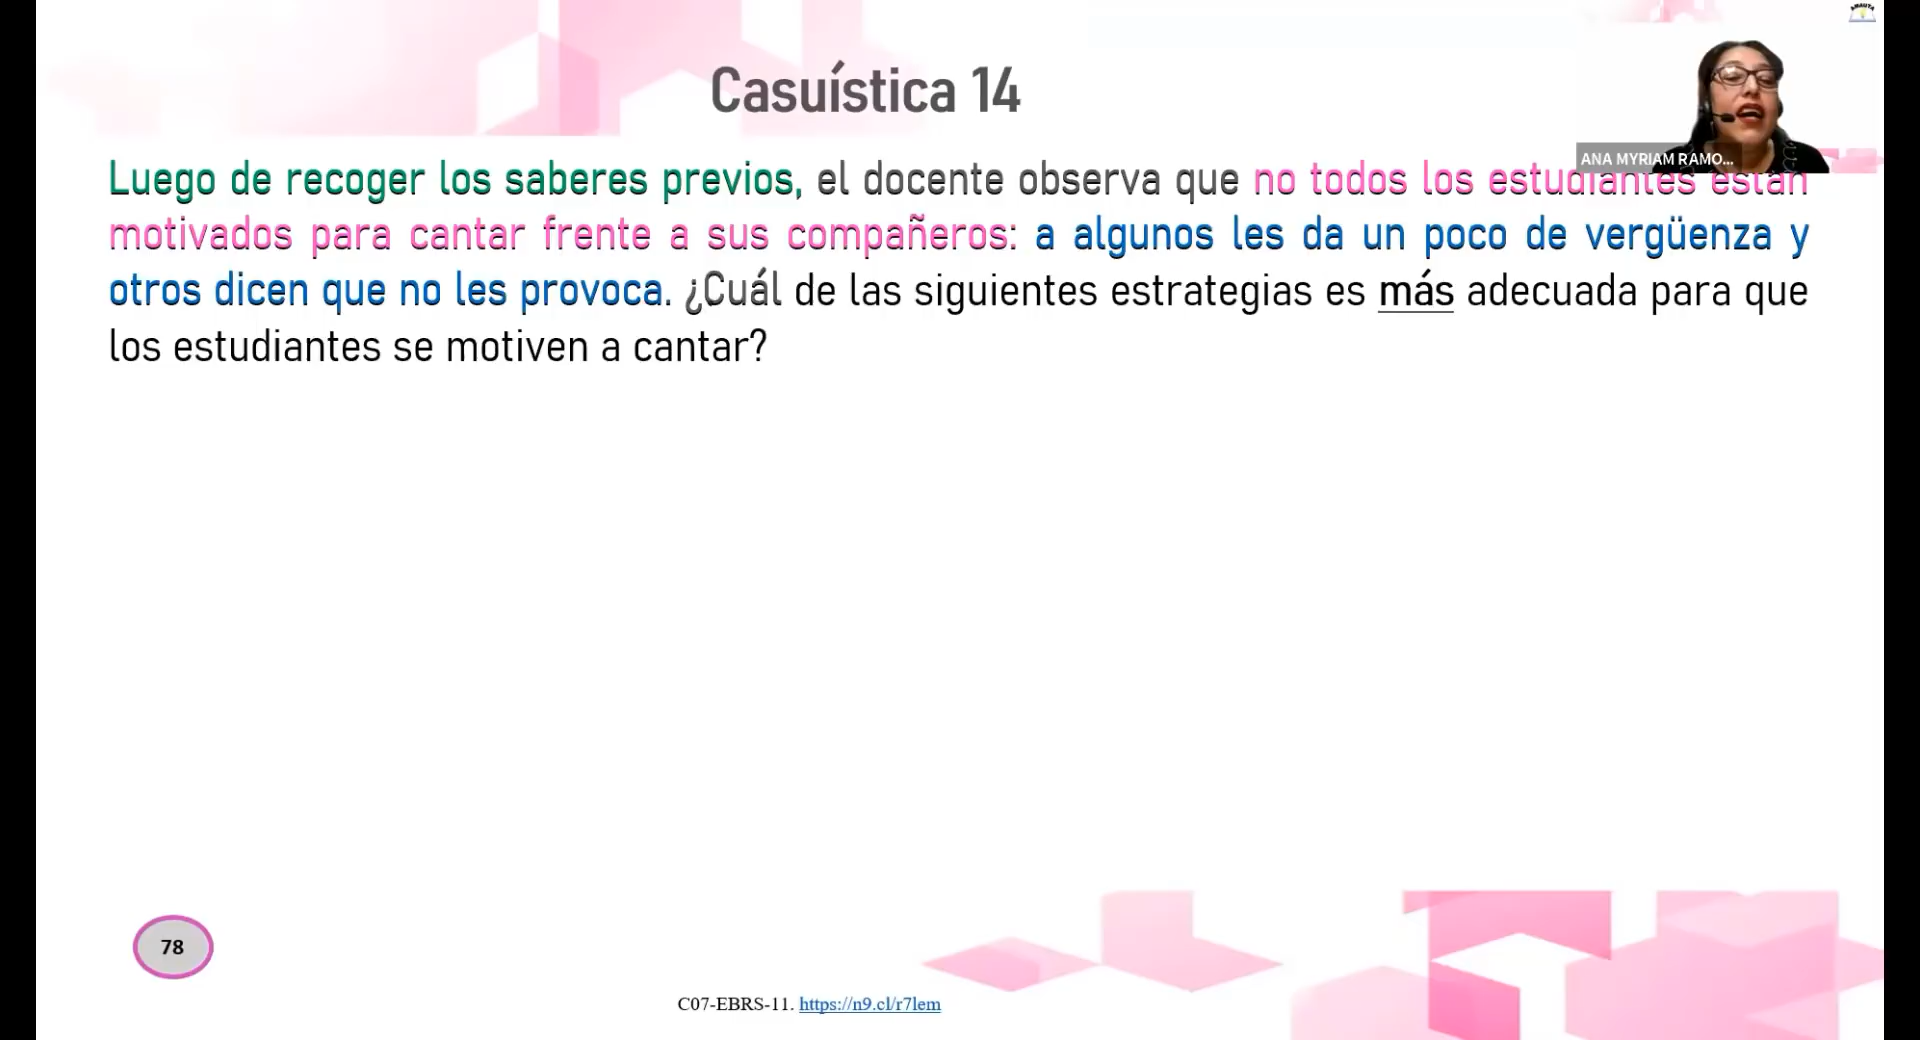 AMAUTA
Casuística 14
ANA MYRIAM RAMO...
Luego de recoger los saberes previos, el docente observa que no todos los estudiantes están
motivados para cantar frente a sus compañeros: a algunos les da un poco de vergüenza y
otros dicen que no les provoca. ¿Cuál de las siguientes estrategias es más adecuada para que
los estudiantes se motiven a cantar?
78
C07-EBRS-11. https://n9.cl/r7lem